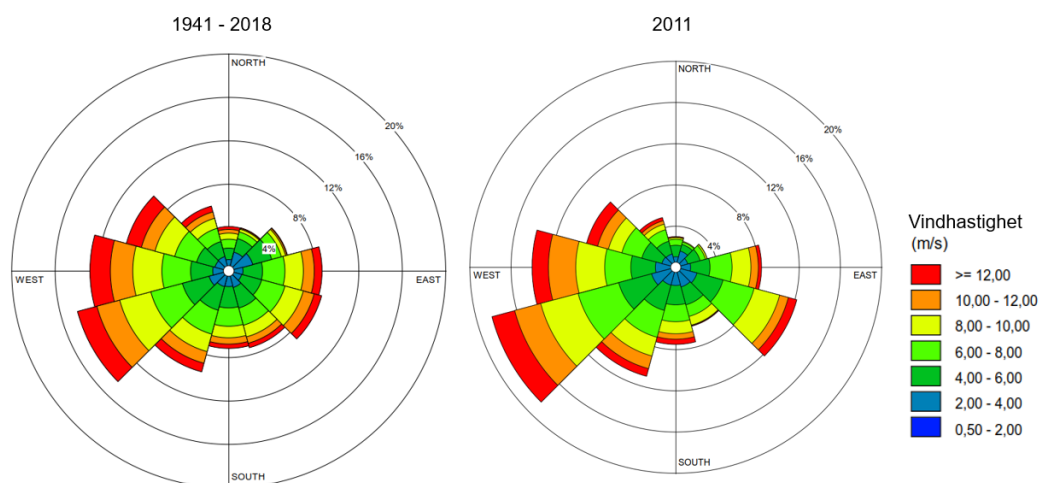 1941 - 2018
NORTH
20%
16%
12%
8%
4%
WEST
EAST
SOUTH
2011
NORTH
20%
16%
12%
8%
4%
WEST
EAST
SOUTH
Vindhastighet
(m/s)
>= 12,00
10,00 - 12,00
8,00 - 10,00
6,00 - 8,00
4,00 - 6,00
2,00 - 4,00
0,50 - 2,00